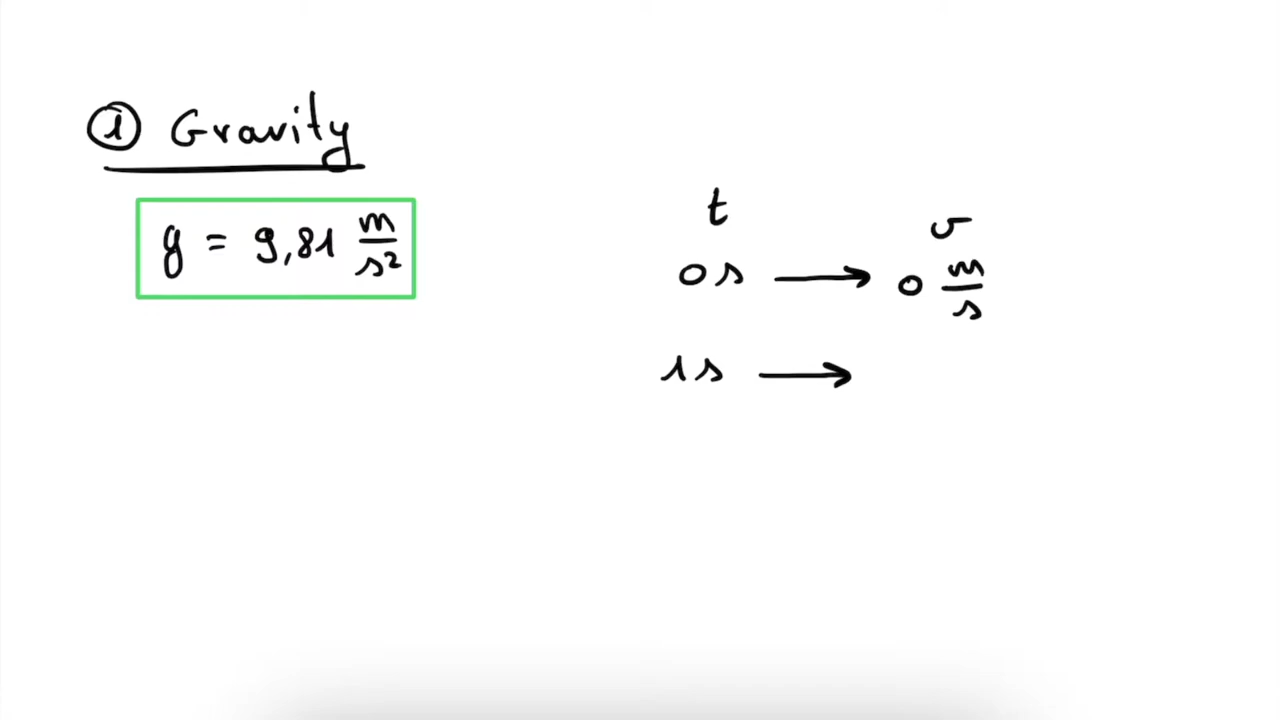 ① Gravity
g = 9,81 m/s²
t v
0s → 0 m/s
1s →